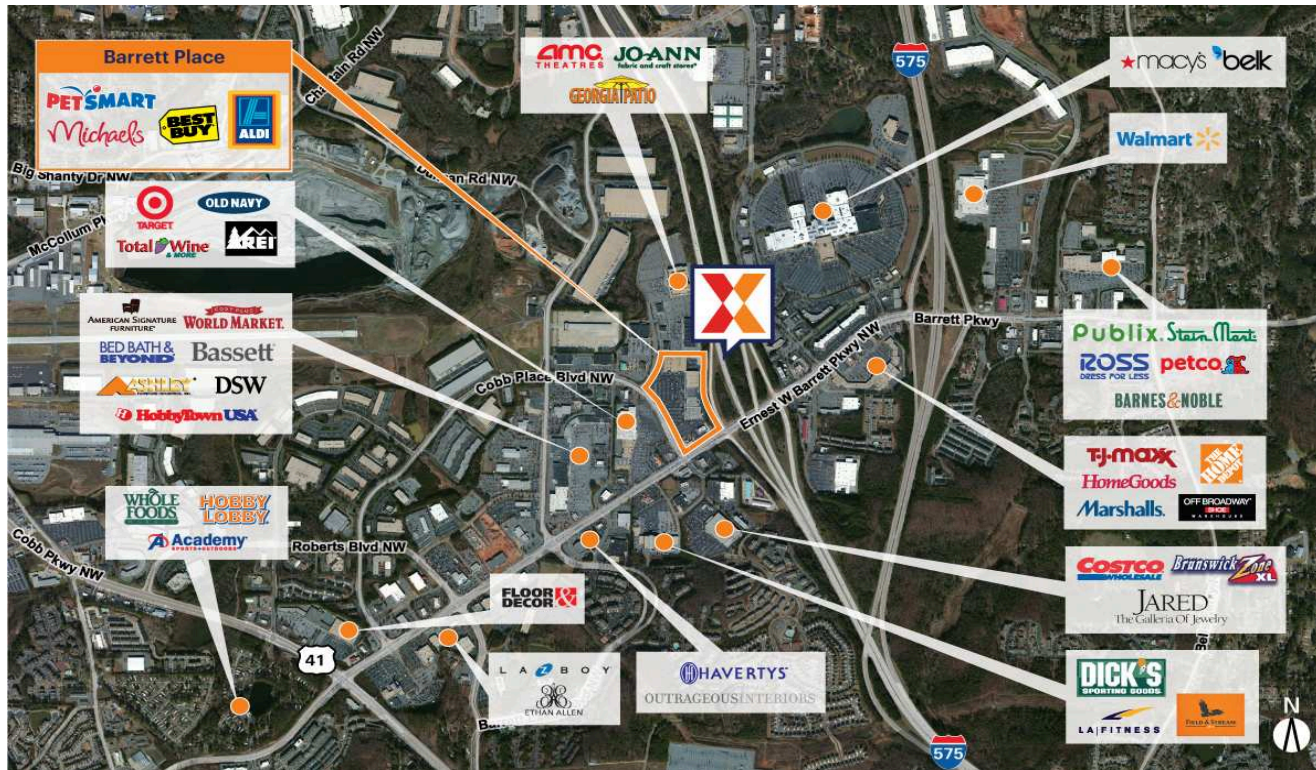 Barrett Place
PETSMART
Michaels
BEST BUY
ALDI
TARGET
OLD NAVY
Total Wine & MORE
REI
AMERICAN SIGNATURE FURNITURE
COST PLUS WORLD MARKET.
BED BATH & BEYOND
Bassett
ASHLEY
DSW
HobbyTown USA
WHOLE FOODS
HOBBY LOBBY
Academy SPORTS+OUTDOORS
FLOOR & DECOR
LA Z BOY
ETHAN ALLEN
HAVERTYS
OUTRAGEOUS INTERIORS
amc THEATRES
JO-ANN fabric and craft stores
GEORGIA PATIO
macy's
belk
Walmart
Publix.
Stein Mart
ROSS DRESS FOR LESS
petco
BARNES & NOBLE
T·J·maxx
THE HOME DEPOT
HomeGoods
Marshalls.
OFF BROADWAY SHOE WAREHOUSE
COSTCO WHOLESALE
Brunswick Zone XL
JARED
The Galleria Of Jewelry
DICK'S SPORTING GOODS
LA|FITNESS
FIELD & STREAM
Chastain Rd NW
Big Shanty Dr NW
Duncan Rd NW
McCollum
Cobb Place Blvd NW
Ernest W Barrett Pkwy NW
Barrett Pkwy
Roberts Blvd NW
Cobb Pkwy NW
41
575
575
N